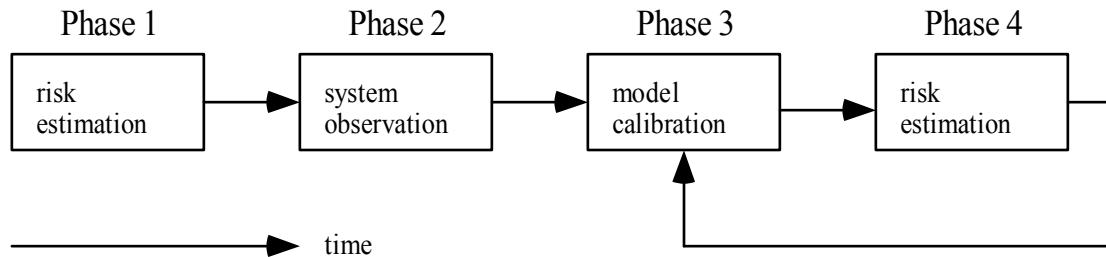 Phase 1
Phase 2
Phase 3
Phase 4
risk
estimation
system
observation
model
calibration
risk
estimation
time